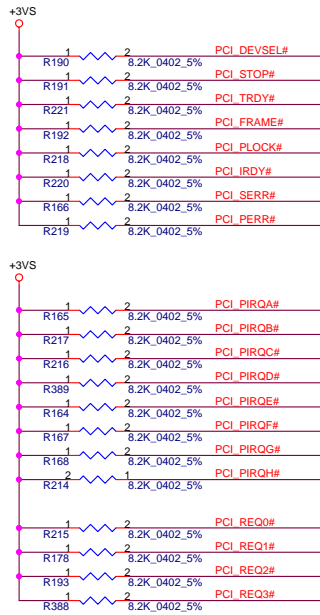 +3VS
1 2 PCI_DEVSEL#
R190 8.2K_0402_5%
1 2 PCI_STOP#
R191 8.2K_0402_5%
1 2 PCI_TRDY#
R221 8.2K_0402_5%
1 2 PCI_FRAME#
R192 8.2K_0402_5%
1 2 PCI_PLOCK#
R218 8.2K_0402_5%
1 2 PCI_IRDY#
R220 8.2K_0402_5%
1 2 PCI_SERR#
R166 8.2K_0402_5%
1 2 PCI_PERR#
R219 8.2K_0402_5%
+3VS
1 2 PCI_PIRQA#
R165 8.2K_0402_5%
1 2 PCI_PIRQB#
R217 8.2K_0402_5%
1 2 PCI_PIRQC#
R216 8.2K_0402_5%
1 2 PCI_PIRQD#
R389 8.2K_0402_5%
1 2 PCI_PIRQE#
R164 8.2K_0402_5%
1 2 PCI_PIRQF#
R167 8.2K_0402_5%
1 2 PCI_PIRQG#
R168 8.2K_0402_5%
2 1 PCI_PIRQH#
R214 8.2K_0402_5%
1 2 PCI_REQ0#
R215 8.2K_0402_5%
1 2 PCI_REQ1#
R178 8.2K_0402_5%
1 2 PCI_REQ2#
R193 8.2K_0402_5%
1 2 PCI_REQ3#
R388 8.2K_0402_5%